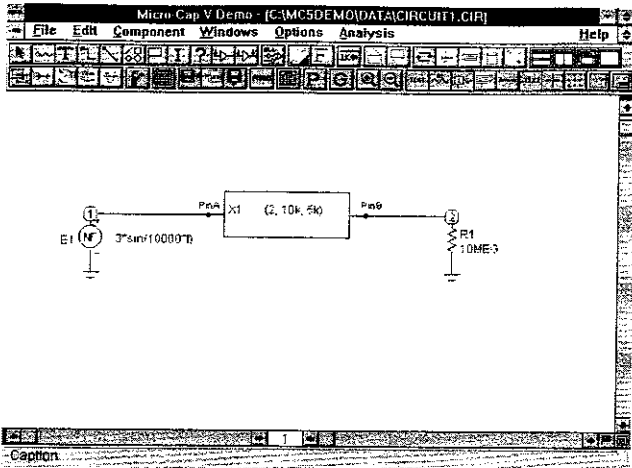 Micro-Cap V Demo - [C:\MC5DEMO\DATA\CIRCUIT1.CIR]
File Edit Component Windows Options Analysis Help
PinA
X1 (2, 10k, 5k)
PinB
1
2
E1 NF 3*sin(10000*t)
R1
10MEG
1
Caption